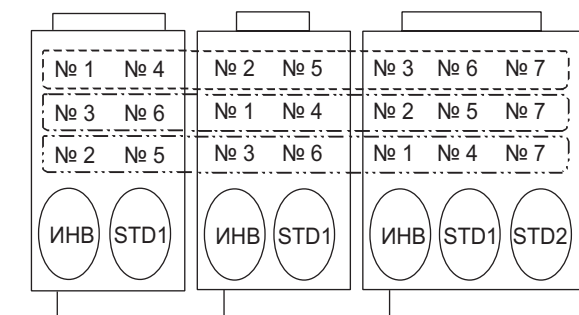 № 1 № 4 № 2 № 5 № 3 № 6 № 7
№ 3 № 6 № 1 № 4 № 2 № 5 № 7
№ 2 № 5 № 3 № 6 № 1 № 4 № 7
ИНВ STD1 ИНВ STD1 ИНВ STD1 STD2